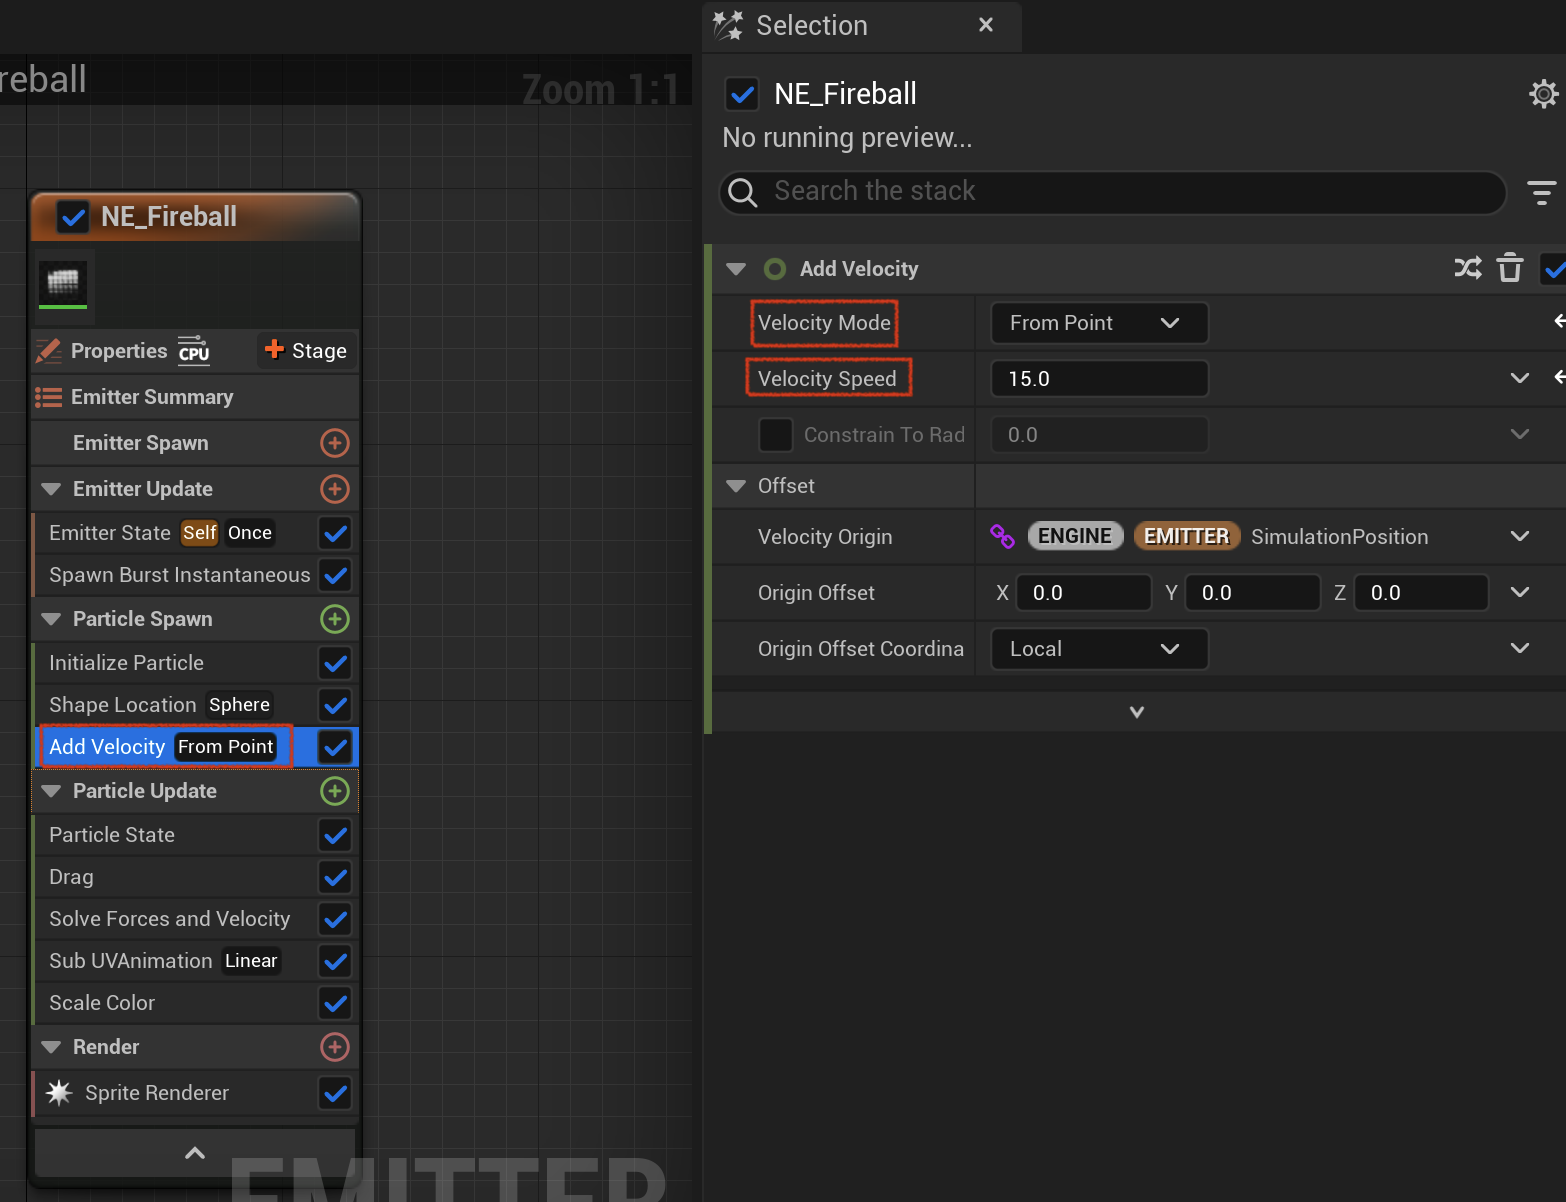 reball
Zoom 1:1
NE_Fireball
Properties CPU Stage
Emitter Summary
Emitter Spawn
Emitter Update
Emitter State Self Once
Spawn Burst Instantaneous
Particle Spawn
Initialize Particle
Shape Location Sphere
Add Velocity From Point
Particle Update
Particle State
Drag
Solve Forces and Velocity
Sub UVAnimation Linear
Scale Color
Render
Sprite Renderer
EMITTER
Selection
NE_Fireball
No running preview...
Search the stack
Add Velocity
Velocity Mode From Point
Velocity Speed 15.0
Constrain To Rad 0.0
Offset
Velocity Origin ENGINE EMITTER SimulationPosition
Origin Offset X 0.0 Y 0.0 Z 0.0
Origin Offset Coordina Local